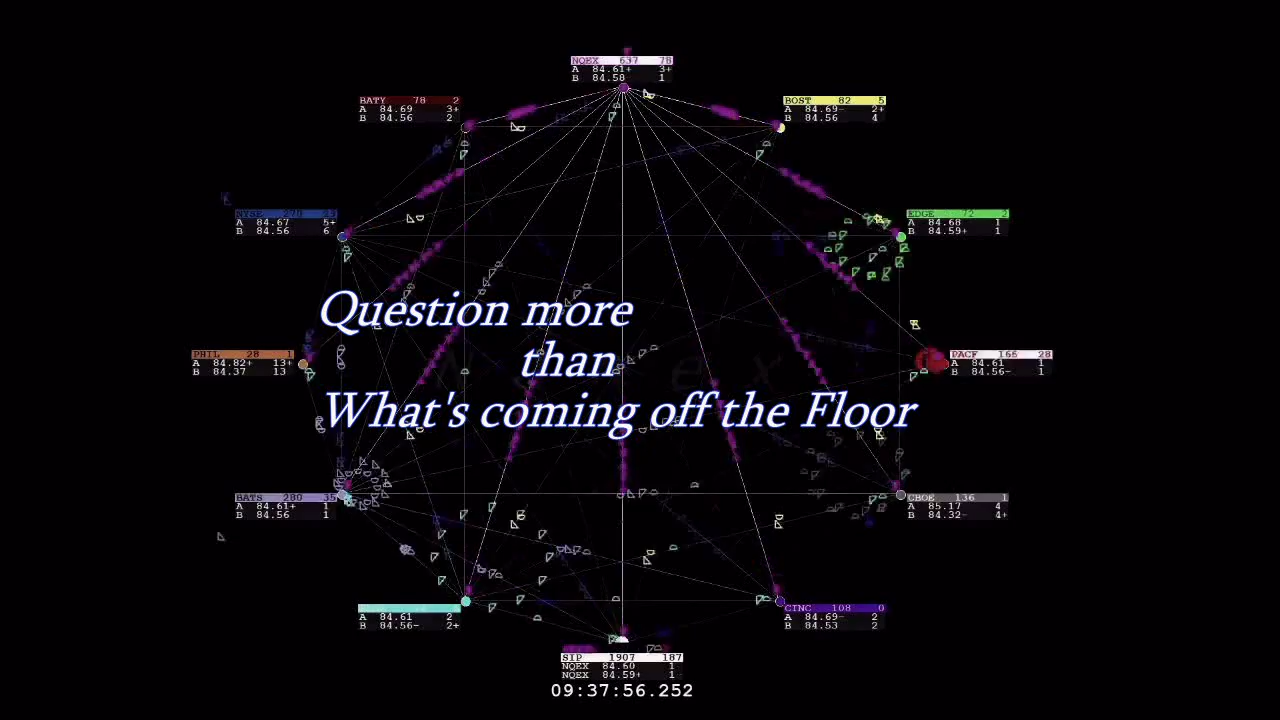 NQEX 637 78
A 84.61+ 3+
B 84.58 1
BATY 78 2
A 84.69 3+
B 84.56 2
BOST 82 5
A 84.69- 2+
B 84.56 4
NYSE 270 13
A 84.67 5+
B 84.56 6
EDGE 72 2
A 84.68 1
B 84.59+ 1
Question more
than
What's coming off the Floor
PHIL 28 1
A 84.82+ 13+
B 84.37 13
PACF 166 28
A 84.61 1
B 84.56- 1
BATS 280 35
A 84.61+ 1
B 84.56 1
CBOE 136 1
A 85.17 4
B 84.32- 4+
A 84.61 2
B 84.56- 2+
CINC 108 0
A 84.69- 2
B 84.53 2
SIP 1907 187
NQEX 84.60 1
NQEX 84.59+ 1
09:37:56.252